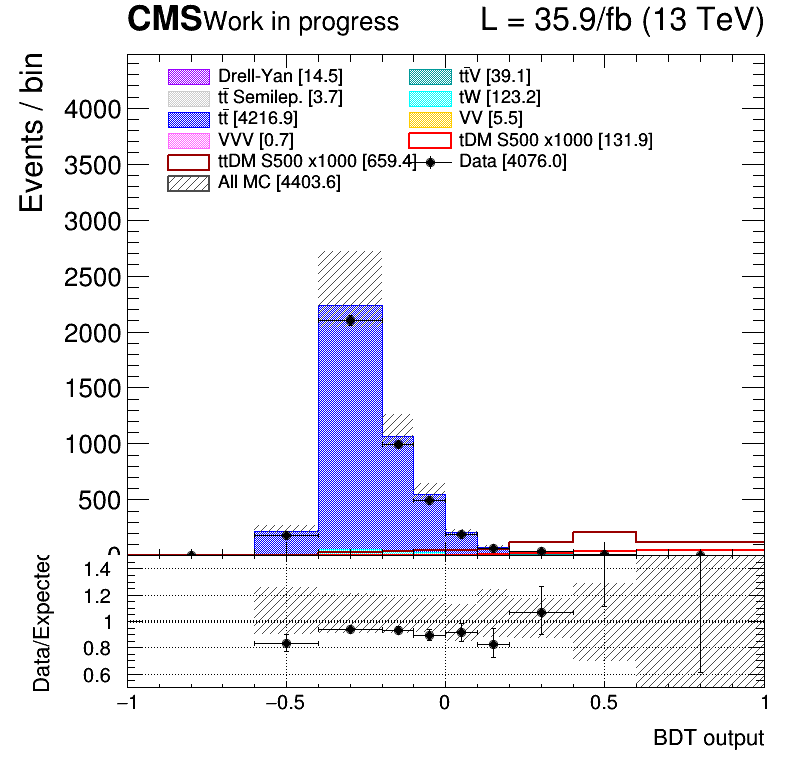 CMS Work in progress L = 35.9/fb (13 TeV)
Events / bin
4000
3500
3000
2500
2000
1500
1000
500
0
Drell-Yan [14.5]
tt̄ Semilep. [3.7]
tt̄ [4216.9]
VVV [0.7]
ttDM S500 x1000 [659.4]
All MC [4403.6]
tt̄V [39.1]
tW [123.2]
VV [5.5]
tDM S500 x1000 [131.9]
Data [4076.0]
Data/Expected
1.4
1.2
1
0.8
0.6
−1 −0.5 0 0.5 1
BDT output